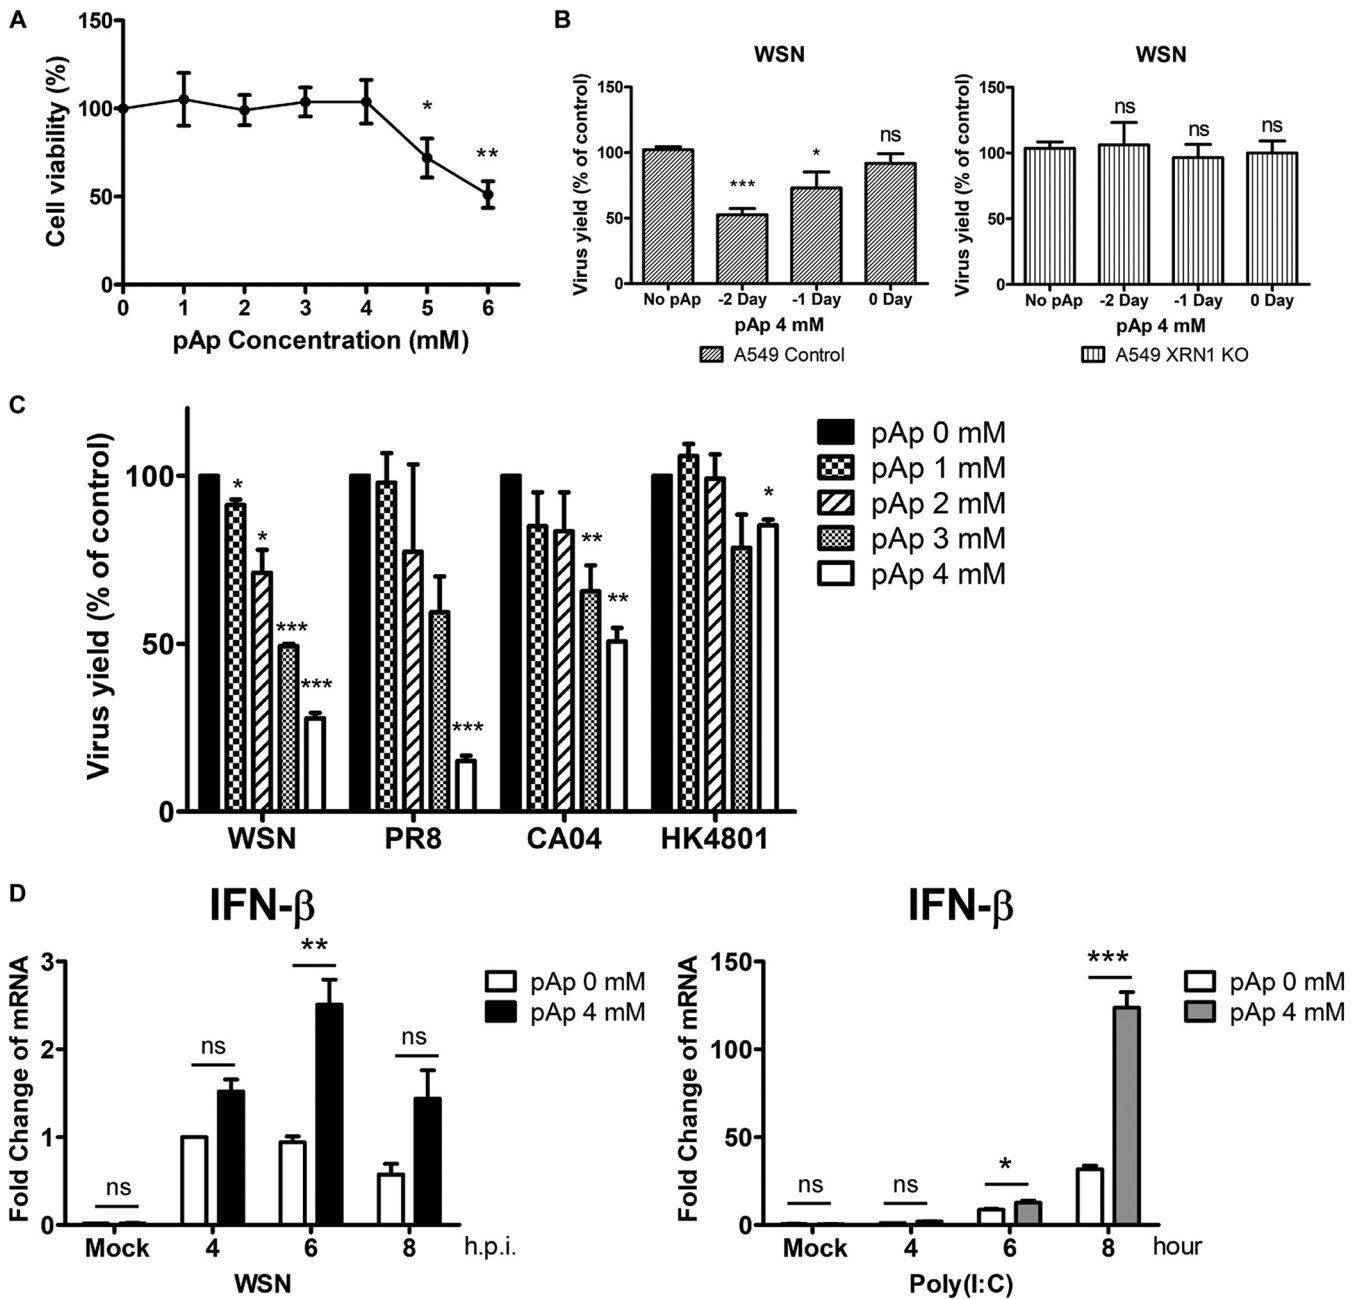 A
150
100
50
0
Cell viability (%)
*
**
0 1 2 3 4 5 6
pAp Concentration (mM)
B
WSN
150
100
50
0
Virus yield (% of control)
***
*
ns
No pAp -2 Day -1 Day 0 Day
pAp 4 mM
A549 Control
WSN
150
100
50
0
Virus yield (% of control)
ns
ns
ns
No pAp -2 Day -1 Day 0 Day
pAp 4 mM
A549 XRN1 KO
C
100
50
0
Virus yield (% of control)
*
*
***
***
***
**
**
*
WSN PR8 CA04 HK4801
pAp 0 mM
pAp 1 mM
pAp 2 mM
pAp 3 mM
pAp 4 mM
D
IFN-β
3
2
1
0
Fold Change of mRNA
ns
ns
**
ns
Mock 4 6 8 h.p.i.
WSN
pAp 0 mM
pAp 4 mM
IFN-β
150
100
50
0
Fold Change of mRNA
ns
ns
*
***
Mock 4 6 8 hour
Poly(I:C)
pAp 0 mM
pAp 4 mM